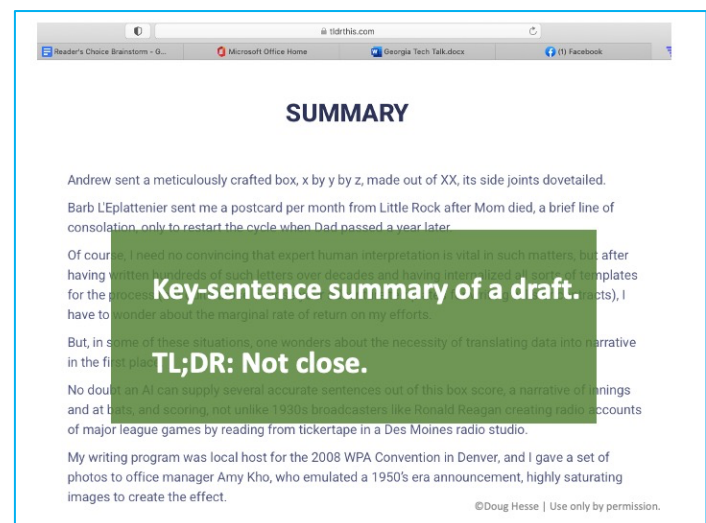 tldrthis.com
Reader's Choice Brainstorm - G...
Microsoft Office Home
Georgia Tech Talk.docx
(1) Facebook
SUMMARY
Andrew sent a meticulously crafted box, x by y by z, made out of XX, its side joints dovetailed.
Barb L'Eplattenier sent me a postcard per month from Little Rock after Mom died, a brief line of
consolation, only to restart the cycle when Dad passed a year later.
Of course, I need no convincing that expert human interpretation is vital in such matters, but after
having written hundreds of such letters over decades and having internalized all sorts of templates
for the process I
have to wonder about the marginal rate of return on my efforts.
Key-sentence summary of a draft.
But, in some of these situations, one wonders about the necessity of translating data into narrative
in the first place
TL;DR: Not close.
No doubt an AI can supply several accurate sentences out of this box score, a narrative of innings
and at bats, and scoring, not unlike 1930s broadcasters like Ronald Reagan creating radio accounts
of major league games by reading from tickertape in a Des Moines radio studio.
My writing program was local host for the 2008 WPA Convention in Denver, and I gave a set of
photos to office manager Amy Kho, who emulated a 1950's era announcement, highly saturating
images to create the effect.
©Doug Hesse | Use only by permission.